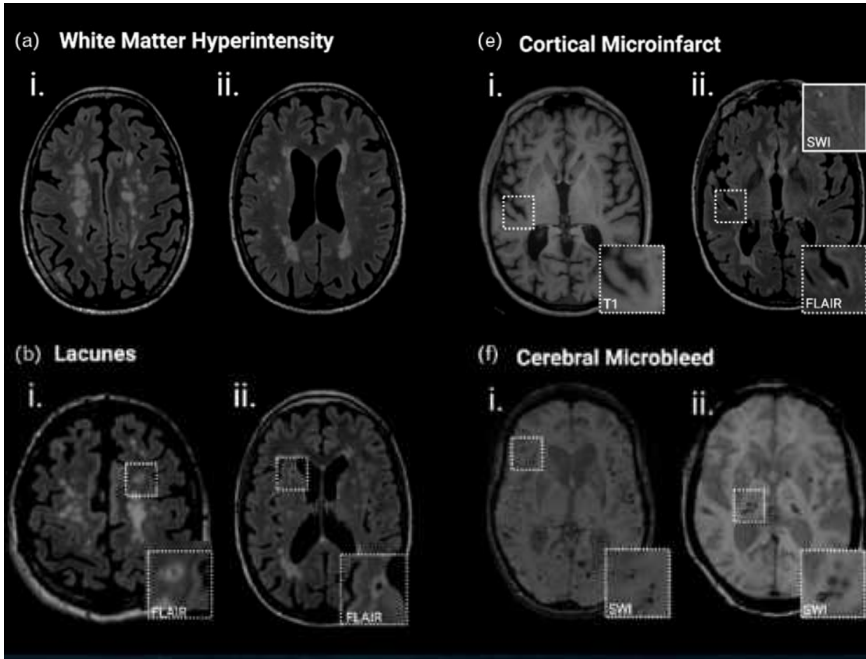 (a) White Matter Hyperintensity
i. ii.
(b) Lacunes
i. ii.
FLAIR FLAIR
(e) Cortical Microinfarct
i. ii.
SWI
T1 FLAIR
(f) Cerebral Microbleed
i. ii.
SWI SWI